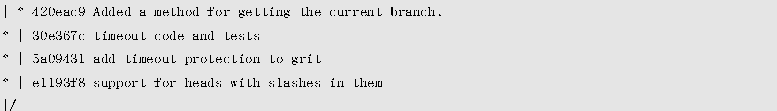 | * 420eac9 Added a method for getting the current branch.
* | 30e367c timeout code and tests
* | 5a09431 add timeout protection to grit
* | e1193f8 support for heads with slashes in them
|/